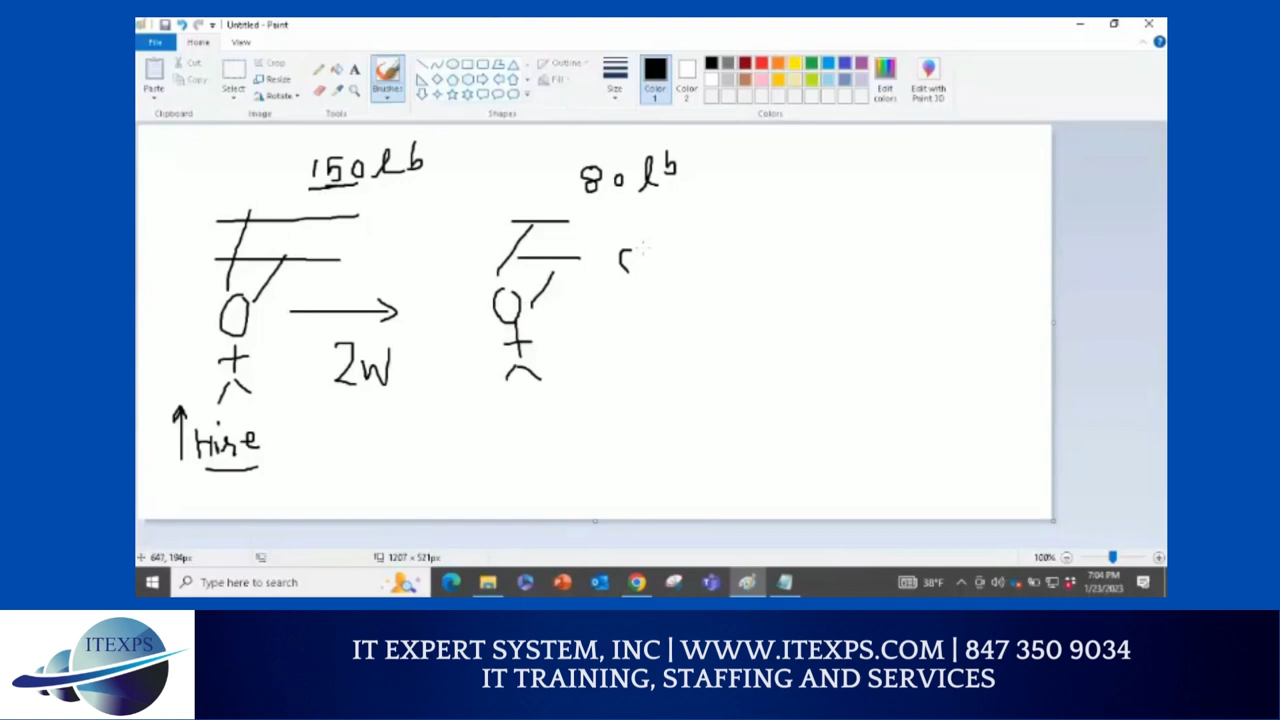 Untitled - Paint
File Home View
Paste
Cut
Copy
Clipboard
Select
Crop
Resize
Rotate
Image
Tools
Brushes
Shapes
Outline
Fill
Size
Color 1
Color 2
Edit colors
Colors
Edit with Paint 3D
150 lb
80 lb
2W
Hire
647, 194px
1207 × 521px
100%
Type here to search
38°F
7:04 PM
1/23/2023
ITEXPS
IT EXPERT SYSTEM, INC | WWW.ITEXPS.COM | 847 350 9034
IT TRAINING, STAFFING AND SERVICES